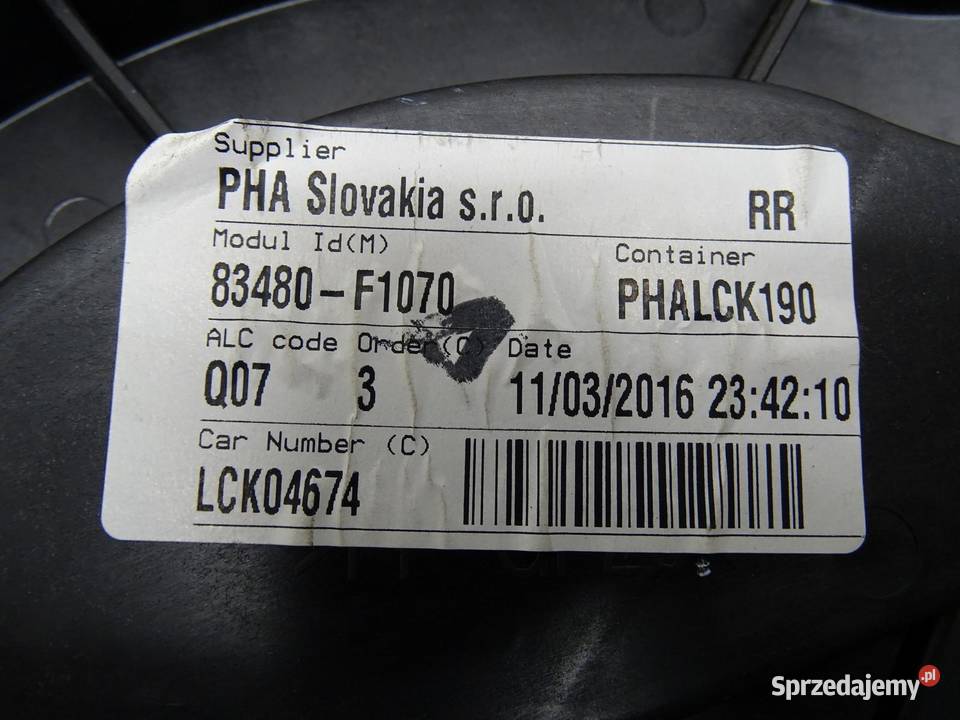 Supplier
PHA Slovakia s.r.o. RR
Modul Id(M) Container
83480-F1070 PHALCK190
ALC code Order(C) Date
Q07 3 11/03/2016 23:42:10
Car Number (C)
LCK04674
Sprzedajemy.pl